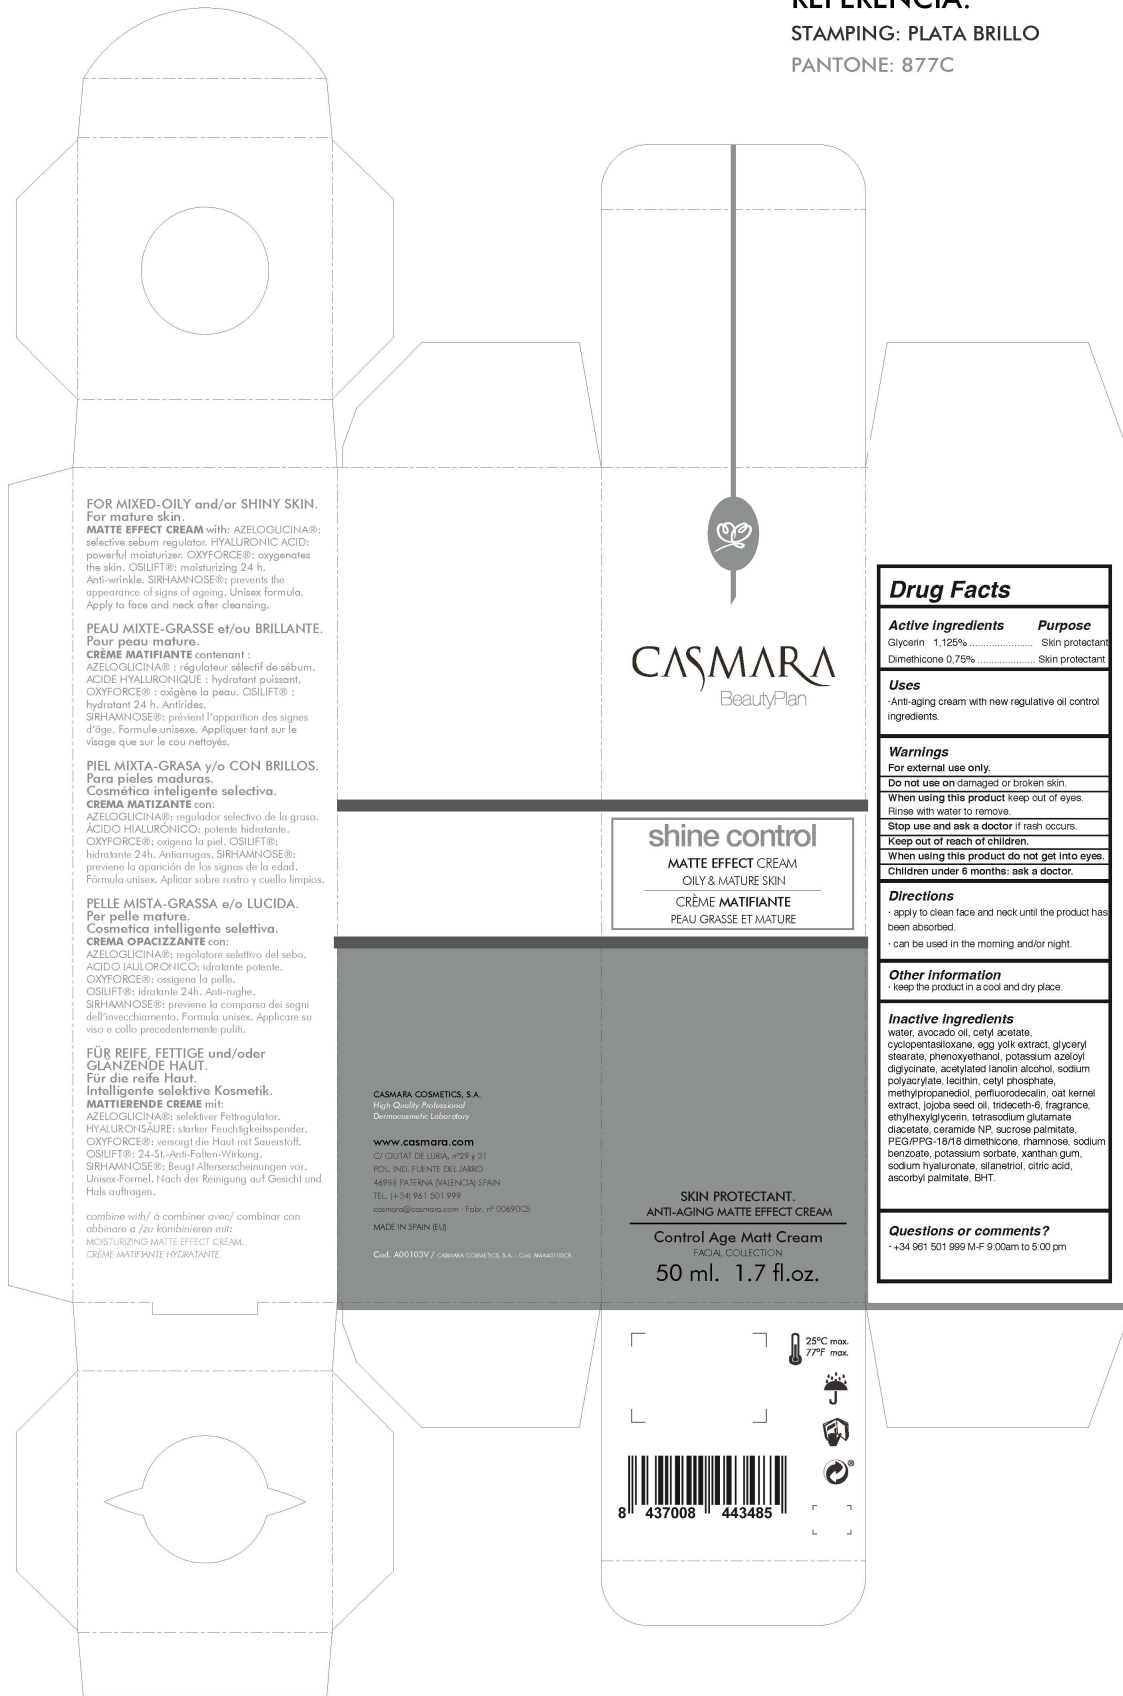 REFERENCIA:
STAMPING: PLATA BRILLO
PANTONE: 877C
FOR MIXED-OILY and/or SHINY SKIN.
For mature skin.
MATTE EFFECT CREAM with: AZELOGLICINA®:
selective sebum regulator. HYALURONIC ACID:
powerful moisturizer. OXYFORCE®: oxygenates
the skin. OSILIFT®: moisturizing 24 h.
Anti-wrinkle. SIRHAMNOSE®: prevents the
appearance of signs of ageing. Unisex formula.
Apply to face and neck after cleansing.
PEAU MIXTE-GRASSE et/ou BRILLANTE.
Pour peau mature.
CRÈME MATIFIANTE contenant :
AZELOGLICINA® : régulateur sélectif de sébum.
ACIDE HYALURONIQUE : hydratant puissant.
OXYFORCE® : oxigène la peau. OSILIFT® :
hydratant 24 h. Antirides.
SIRHAMNOSE®: prévient l'apparition des signes
d'âge. Formule unisexe. Appliquer tant sur le
visage que sur le cou nettoyés.
PIEL MIXTA-GRASA y/o CON BRILLOS.
Para pieles maduras.
Cosmética inteligente selectiva.
CREMA MATIZANTE con:
AZELOGLICINA®: regulador selectivo de la grasa.
ÁCIDO HIALURÓNICO: potente hidratante.
OXYFORCE®: oxigena la piel. OSILIFT®:
hidratante 24h. Antiarrugas. SIRHAMNOSE®:
previene la aparición de los signos de la edad.
Fórmula unisex. Aplicar sobre rostro y cuello limpios.
PELLE MISTA-GRASSA e/o LUCIDA.
Per pelle mature.
Cosmetica intelligente selettiva.
CREMA OPACIZZANTE con:
AZELOGLICINA®: regolatore selettivo del sebo.
ACIDO IAULORONICO: idratante potente.
OXYFORCE®: ossigena la pelle.
OSILIFT®: idratante 24h. Anti-rughe.
SIRHAMNOSE®: previene la comparsa dei segni
dell'invecchiamento. Formula unisex. Applicare su
viso e collo precedentemente puliti.
FÜR REIFE, FETTIGE und/oder
GLÄNZENDE HAUT.
Für die reife Haut.
Intelligente selektive Kosmetik.
MATTIERENDE CREME mit:
AZELOGLICINA®: selektiver Fettregulator.
HYALURONSÄURE: starker Feuchtigkeitsspender.
OXYFORCE®: versorgt die Haut mit Sauerstoff.
OSILIFT®: 24-St.-Anti-Falten-Wirkung.
SIRHAMNOSE®: Beugt Alterserscheinungen vor.
Unisex-Formel. Nach der Reinigung auf Gesicht und
Hals auftragen.
combine with/ à combiner avec/ combinar con
abbinare a /zu kombinieren mit:
MOISTURIZING MATTE EFFECT CREAM.
CRÈME MATIFIANTE HYDRATANTE.
CASMARA COSMETICS, S.A.
High Quality Professional
Dermocosmetic Laboratory
www.casmara.com
C/ CIUTAT DE LLIRIA, nº29 y 31
POL. IND. FUENTE DEL JARRO
46988 PATERNA (VALENCIA) SPAIN
TEL. (+34) 961 501 999
casmara@casmara.com - Fabr. nº 00690CS
MADE IN SPAIN (EU)
Cod. A00103V / CASMARA COSMETICS, S.A. - Cod.
CASMARA
BeautyPlan
shine control
MATTE EFFECT CREAM
OILY & MATURE SKIN
CRÈME MATIFIANTE
PEAU GRASSE ET MATURE
SKIN PROTECTANT.
ANTI-AGING MATTE EFFECT CREAM
Control Age Matt Cream
FACIAL COLLECTION
50 ml. 1.7 fl.oz.
25ºC max.
77ºF max.
®
8 437008 443485
Drug Facts
Active ingredients Purpose
Glycerin 1,125% ...................... Skin protectant
Dimethicone 0,75% ..................... Skin protectant
Uses
·Anti-aging cream with new regulative oil control
ingredients.
Warnings
For external use only.
Do not use on damaged or broken skin.
When using this product keep out of eyes.
Rinse with water to remove.
Stop use and ask a doctor if rash occurs.
Keep out of reach of children.
When using this product do not get into eyes.
Children under 6 months: ask a doctor.
Directions
· apply to clean face and neck until the product has
been absorbed.
· can be used in the morning and/or night.
Other information
· keep the product in a cool and dry place.
Inactive ingredients
water, avocado oil, cetyl acetate,
cyclopentasiloxane, egg yolk extract, glyceryl
stearate, phenoxyethanol, potassium azeloyl
diglycinate, acetylated lanolin alcohol, sodium
polyacrylate, lecithin, cetyl phosphate,
methylpropanediol, perfluorodecalin, oat kernel
extract, jojoba seed oil, trideceth-6, fragrance,
ethylhexylglycerin, tetrasodium glutamate
diacetate, ceramide NP, sucrose palmitate,
PEG/PPG-18/18 dimethicone, rhamnose, sodium
benzoate, potassium sorbate, xanthan gum,
sodium hyaluronate, silanetriol, citric acid,
ascorbyl palmitate, BHT.
Questions or comments?
· +34 961 501 999 M-F 9:00am to 5:00 pm